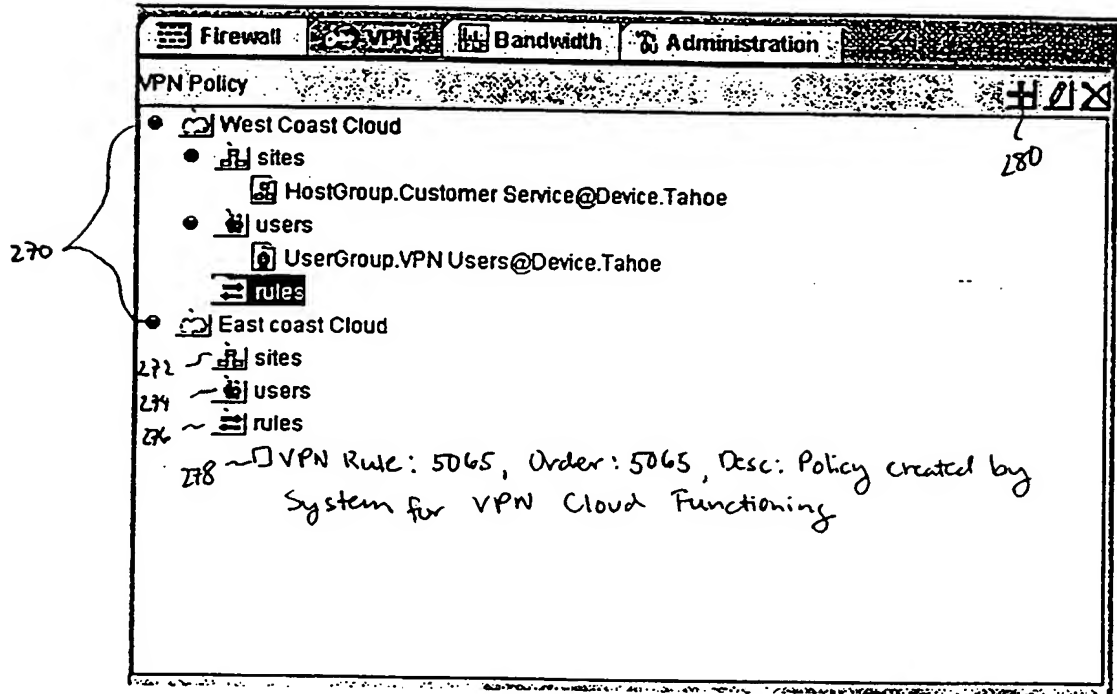 Firewall VPN Bandwidth Administration
VPN Policy
280
West Coast Cloud
sites
HostGroup.Customer Service@Device.Tahoe
users
UserGroup.VPN Users@Device.Tahoe
270
rules
East coast Cloud
272 sites
274 users
276 rules
278 VPN Rule: 5065, Order: 5065, Desc: Policy created by
System for VPN Cloud Functioning